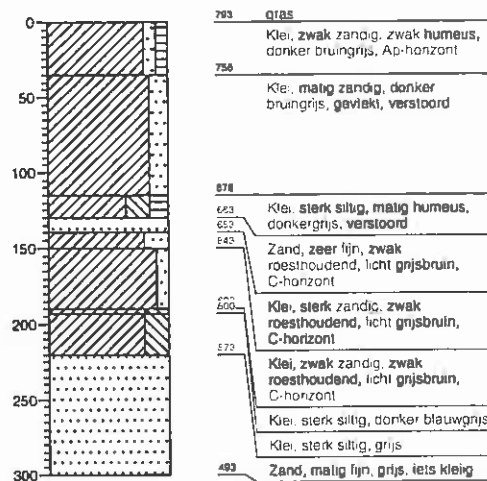 0
50
100
150
200
250
300
793 gras
Klei, zwak zandig, zwak humeus,
donker bruingrijs, Ap-horizont
758
Klei, matig zandig, donker
bruingrijs, gevlekt, verstoord
678
663 Klei, sterk siltig, matig humeus,
donkergrijs, verstoord
653
643 Zand, zeer fijn, zwak
roesthoudend, licht grijsbruin,
C-horizont
600 Klei, sterk zandig, zwak
roesthoudend, licht grijsbruin,
C-horizont
573
Klei, zwak zandig, zwak
roesthoudend, licht grijsbruin,
C-horizont
Klei, sterk siltig, donker blauwgrijs
Klei, sterk siltig, grijs
493 Zand, matig fijn, grijs, iets kleiig